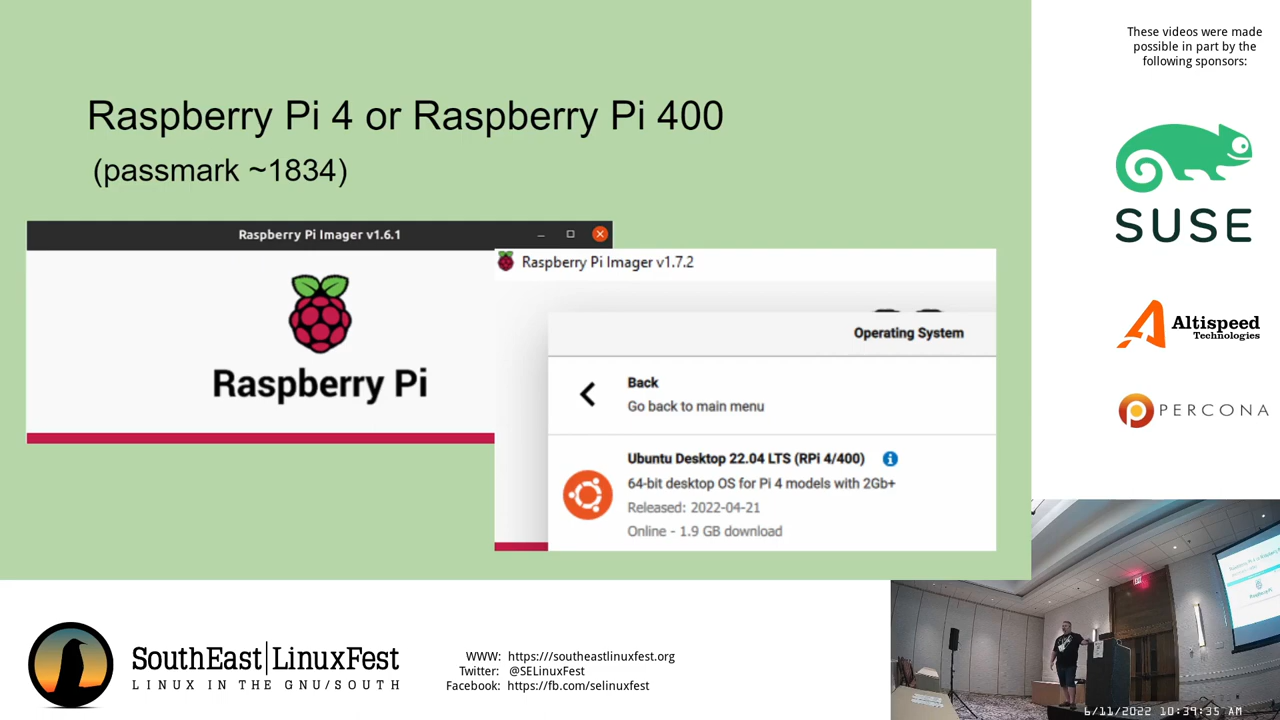 Raspberry Pi 4 or Raspberry Pi 400
(passmark ~1834)
Raspberry Pi Imager v1.6.1
Raspberry Pi
Raspberry Pi Imager v1.7.2
Operating System
Back
Go back to main menu
Ubuntu Desktop 22.04 LTS (RPi 4/400)
64-bit desktop OS for Pi 4 models with 2Gb+
Released: 2022-04-21
Online - 1.9 GB download
These videos were made
possible in part by the
following sponsors:
SUSE
Altispeed
Technologies
PERCONA
SouthEast LinuxFest
LINUX IN THE GNU/SOUTH
WWW: https://southeastlinuxfest.org
Twitter: @SELinuxFest
Facebook: https://fb.com/selinuxfest
Raspberry Pi
6/11/2022 10:39:35 AM